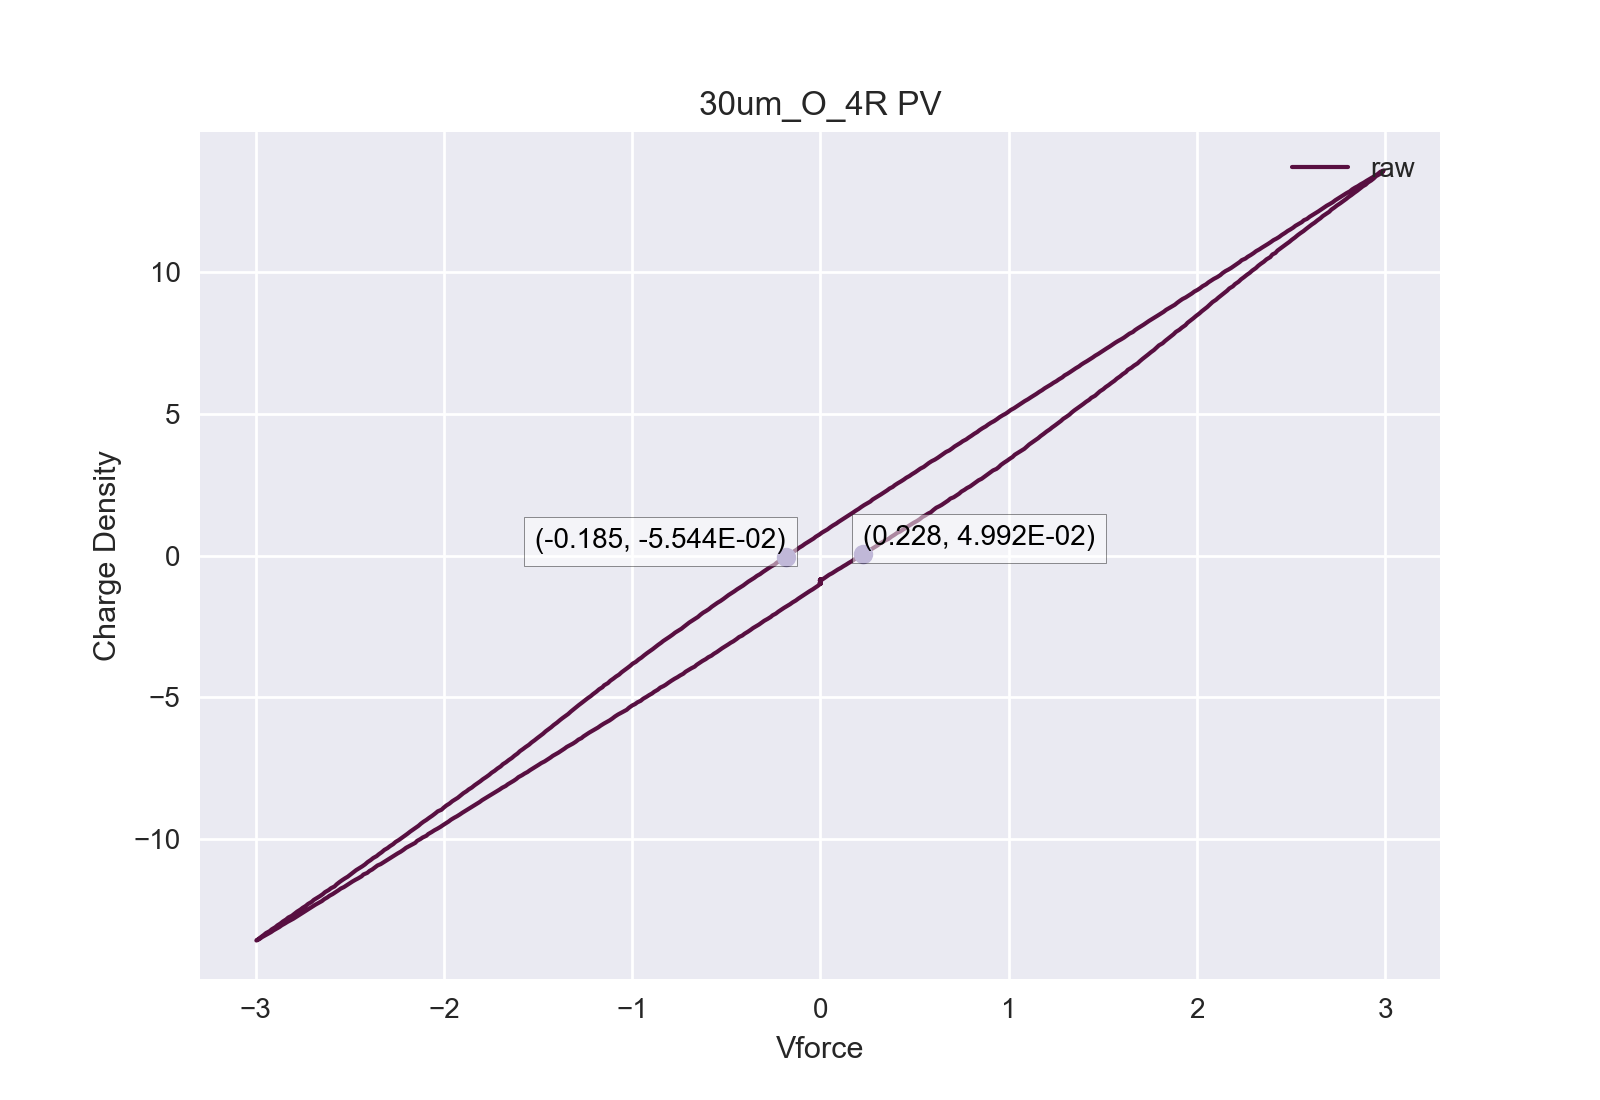 30um_O_4R PV
raw
10
5
0
−5
−10
Charge Density
(-0.185, -5.544E-02)
(0.228, 4.992E-02)
−3
−2
−1
0
1
2
3
Vforce